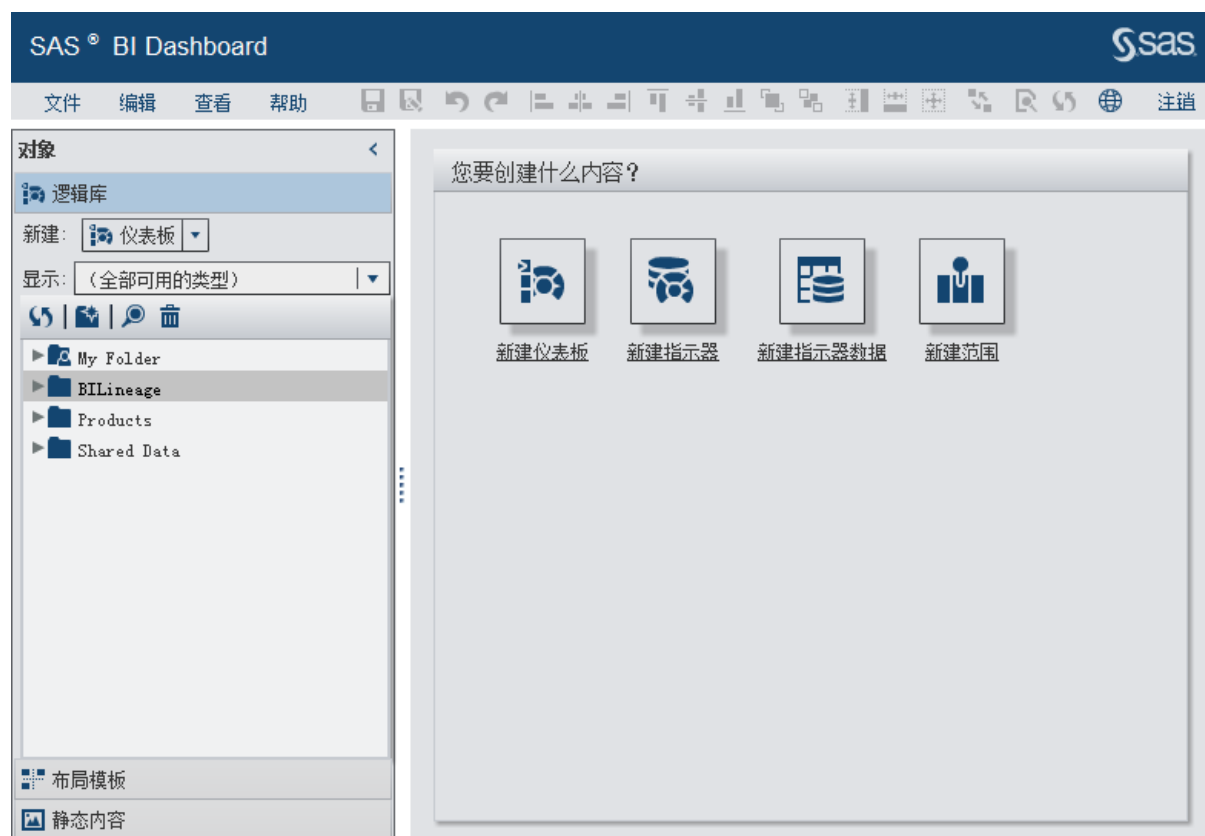 SAS ® BI Dashboard
sas
文件 编辑 查看 帮助 注销
对象
逻辑库
新建: 仪表板
显示: (全部可用的类型)
My Folder
BILineage
Products
Shared Data
布局模板
静态内容
您要创建什么内容?
新建仪表板 新建指示器 新建指示器数据 新建范围